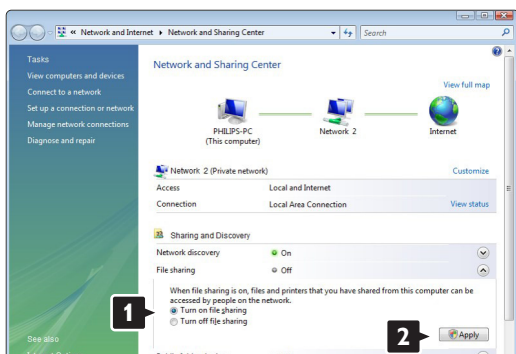 « Network and Internet Network and Sharing Center Search
Tasks
View computers and devices
Connect to a network
Set up a connection or network
Manage network connections
Diagnose and repair
See also
Network and Sharing Center
View full map
PHILIPS-PC
(This computer)
Network 2
Internet
Network 2 (Private network) Customize
Access Local and Internet
Connection Local Area Connection View status
Sharing and Discovery
Network discovery On
File sharing Off
When file sharing is on, files and printers that you have shared from this computer can be
accessed by people on the network.
1 Turn on file sharing
Turn off file sharing
2 Apply